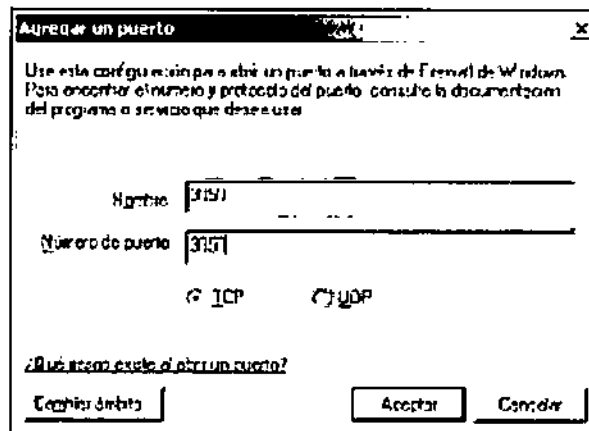 Agregar un puerto
Use esta configuración para abrir un puerto a través de Firewall de Windows.
Para encontrar el número y protocolo del puerto, consulte la documentación
del programa o servicio que desee usar.
Nombre
Número de puerto
TCP UDP
¿Qué riesgo existe al abrir un puerto?
Cambiar ámbito
Aceptar Cancelar